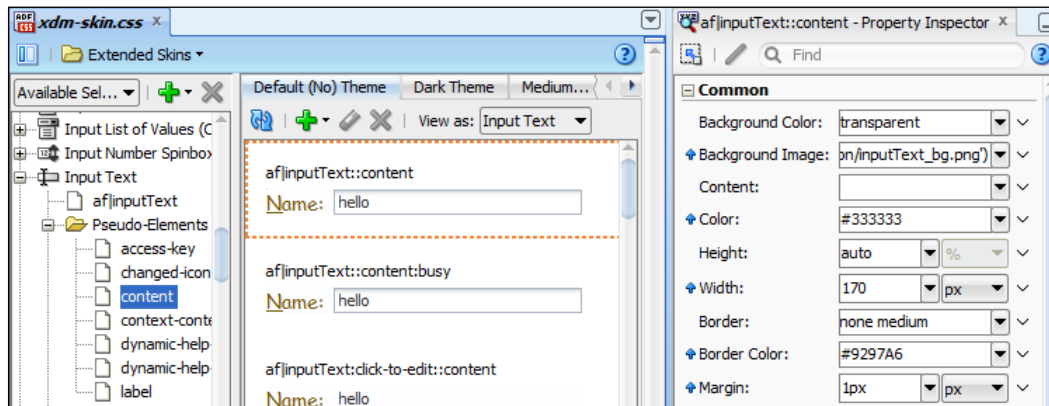 xdm-skin.css x
Extended Skins
Available Sel...
Input List of Values (C
Input Number Spinbox
Input Text
af|inputText
Pseudo-Elements
access-key
changed-icon
content
context-conte
dynamic-help-
dynamic-help-
label
Default (No) Theme Dark Theme Medium...
View as: Input Text
af|inputText::content
Name: hello
af|inputText::content:busy
Name: hello
af|inputText:click-to-edit::content
Name: hello
af|inputText::content - Property Inspector x
Find
Common
Background Color: transparent
Background Image: on/inputText_bg.png')
Content:
Color: #333333
Height: auto %
Width: 170 px
Border: none medium
Border Color: #9297A6
Margin: 1px px